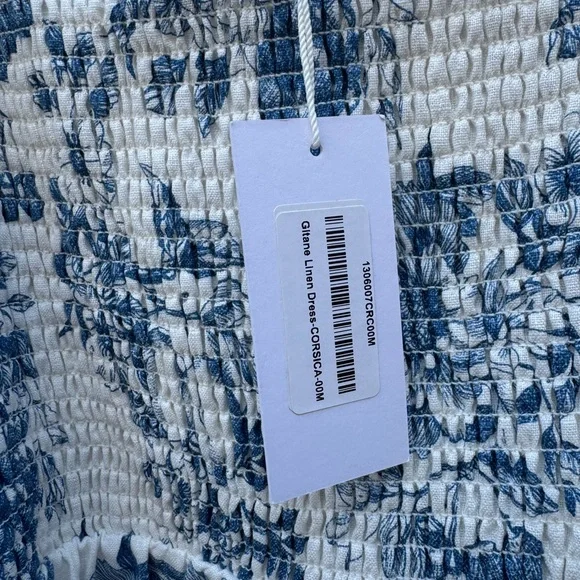 1306007CRC00M
Gitane Linen Dress-CORSICA-00M